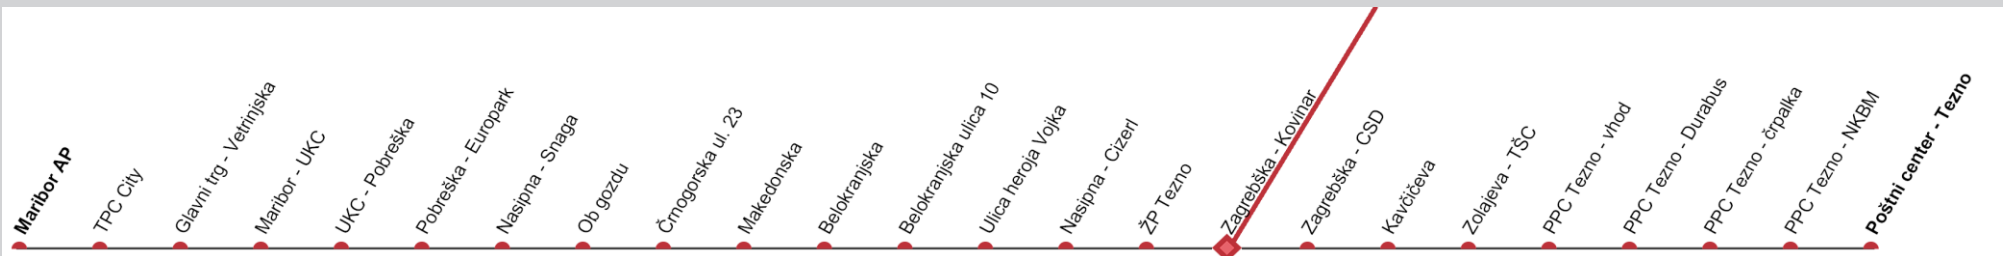 Maribor AP
TPC City
Glavni trg - Vetrinjska
Maribor - UKC
UKC - Pobreška
Pobreška - Europark
Nasipna - Snaga
Ob gozdu
Črnogorska ul. 23
Makedonska
Belokranjska
Belokranjska ulica 10
Ulica heroja Vojka
Nasipna - Cizerl
ŽP Tezno
Zagrebška - Kovinar
Zagrebška - CSD
Kavčičeva
Zolajeva - TŠC
PPC Tezno - vhod
PPC Tezno - Durabus
PPC Tezno - črpalka
PPC Tezno - NKBM
Poštni center - Tezno